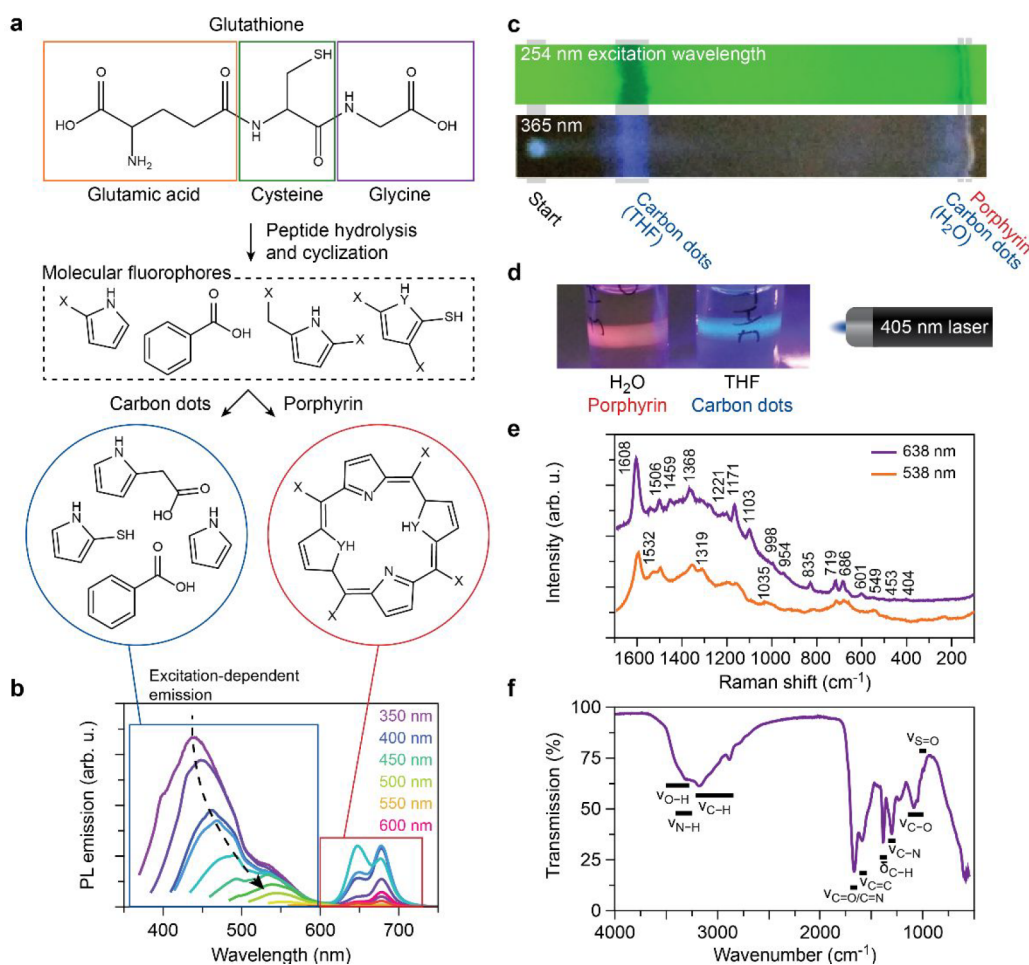 a
Glutathione
SH
O
O
H
N
O
HO
N
H
OH
NH2
O
Glutamic acid
Cysteine
Glycine
Peptide hydrolysis
and cyclization
Molecular fluorophores
H
N
X
O
OH
X
H
N
X
X
H
Y
SH
X
Carbon dots
Porphyrin
H
N
O
OH
H
N
SH
H
N
O
OH
X
X
N
HY
YH
N
X
X
b
Excitation-dependent
emission
350 nm
400 nm
450 nm
500 nm
550 nm
600 nm
PL emission (arb. u.)
400
500
600
700
Wavelength (nm)
c
254 nm excitation wavelength
365 nm
Start
Carbon dots
(THF)
Carbon dots
(H2O)
Porphyrin
d
405 nm laser
H2O
THF
Porphyrin
Carbon dots
e
638 nm
538 nm
1608
1506
1459
1368
1221
1171
1103
998
954
835
719
686
601
549
453
404
1532
1319
1035
Intensity (arb. u.)
1600 1400 1200 1000 800 600 400 200
Raman shift (cm-1)
f
100
75
50
25
0
Transmission (%)
νO−H
νN−H
νC−H
νC=O/C=N
νC=C
δC−H
νC−N
νC−O
νS=O
4000
3000
2000
1000
Wavenumber (cm-1)